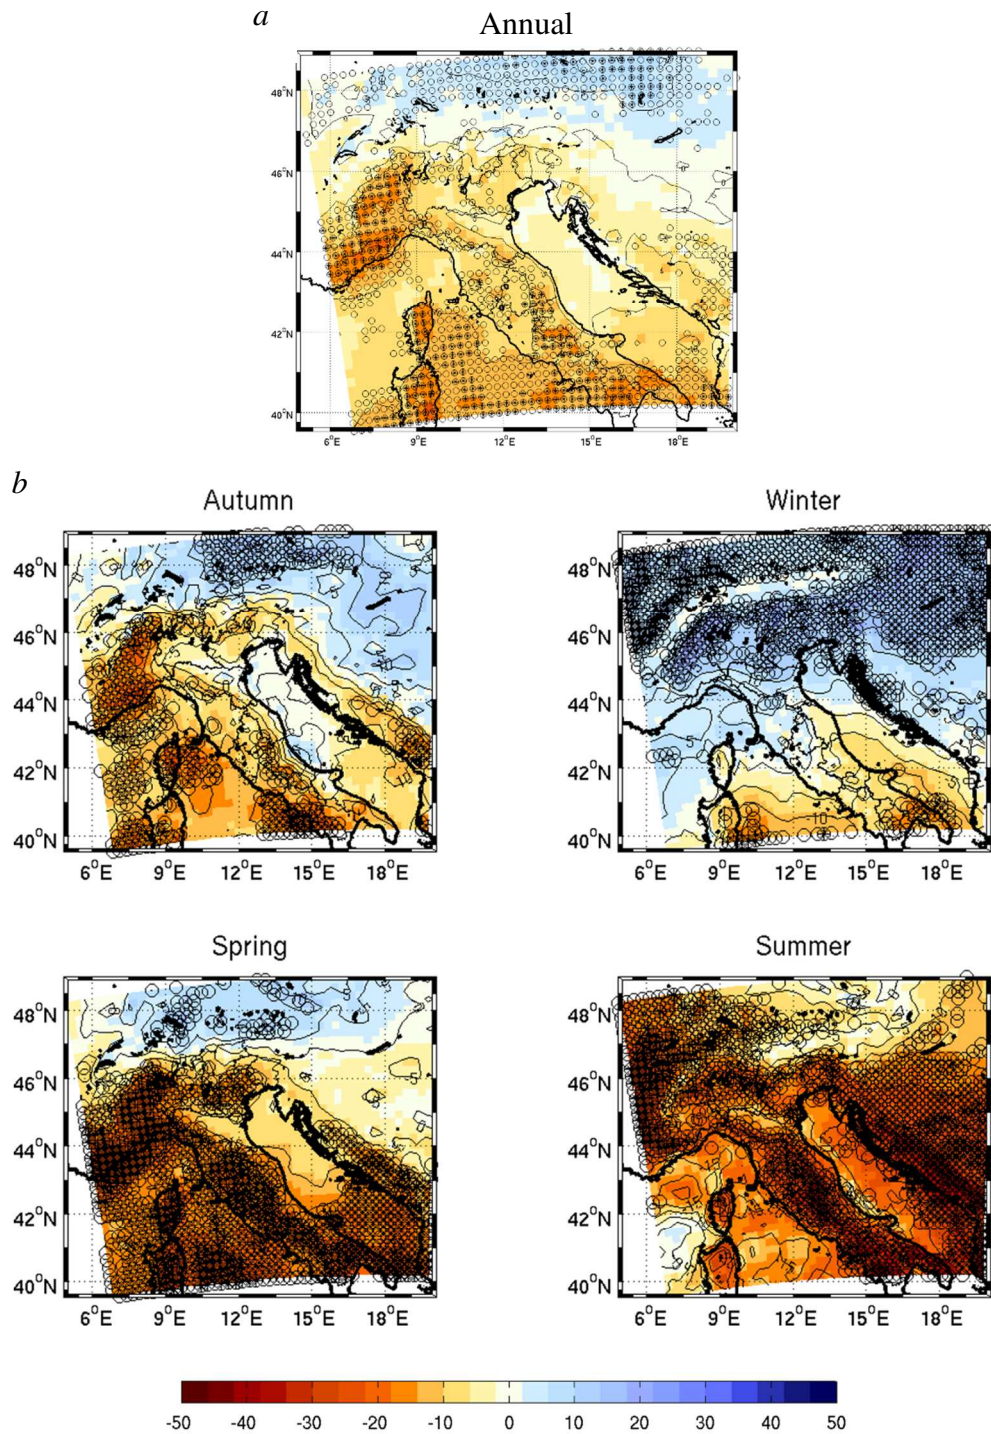 a
Annual
48°N
46°N
44°N
42°N
40°N
6°E 9°E 12°E 15°E 18°E
b
Autumn Winter
48°N 48°N
46°N 46°N
44°N 44°N
42°N 42°N
10
40°N 40°N
6°E 9°E 12°E 15°E 18°E 6°E 9°E 12°E 15°E 18°E
Spring Summer
48°N 48°N
46°N 46°N
44°N 44°N
42°N 42°N
40°N 40°N
6°E 9°E 12°E 15°E 18°E 6°E 9°E 12°E 15°E 18°E
-50 -40 -30 -20 -10 0 10 20 30 40 50